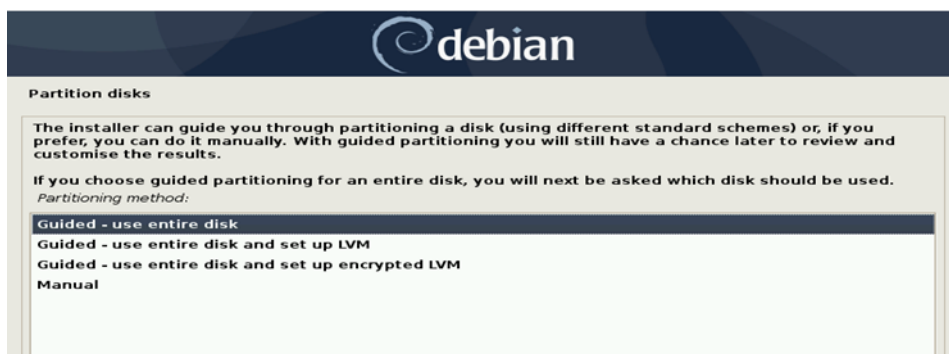 debian
Partition disks
The installer can guide you through partitioning a disk (using different standard schemes) or, if you
prefer, you can do it manually. With guided partitioning you will still have a chance later to review and
customise the results.
If you choose guided partitioning for an entire disk, you will next be asked which disk should be used.
Partitioning method:
Guided - use entire disk
Guided - use entire disk and set up LVM
Guided - use entire disk and set up encrypted LVM
Manual